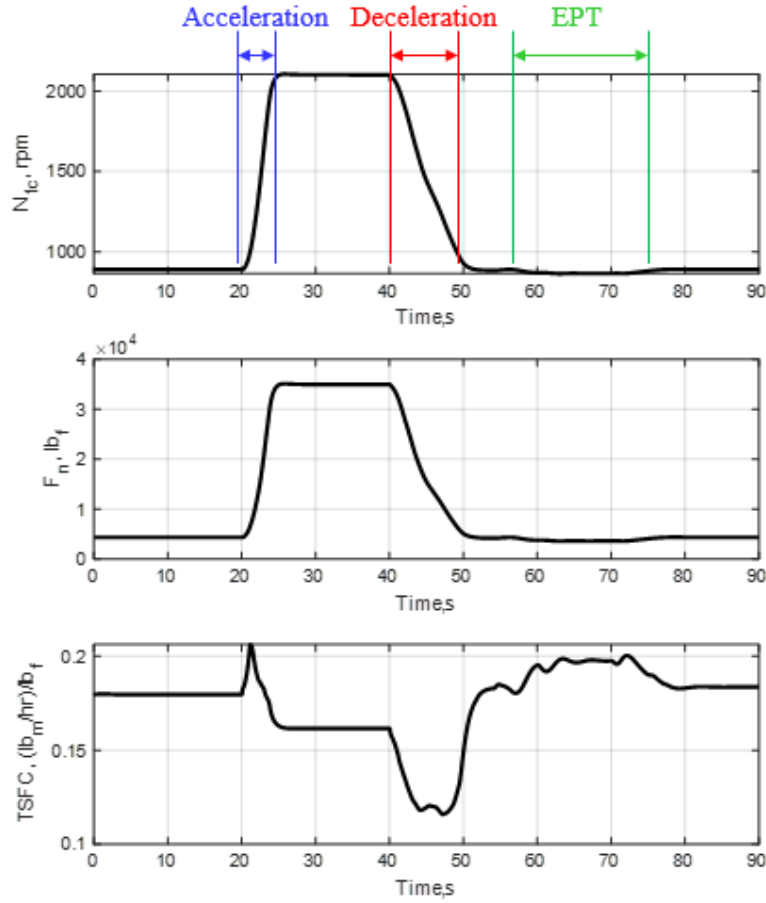 Acceleration Deceleration EPT
2000
1500
1000
N_tc, rpm
0 10 20 30 40 50 60 70 80 90
Time,s
×10^4
4
3
2
1
0
F_n, lb_f
0 10 20 30 40 50 60 70 80 90
Time,s
0.2
0.15
0.1
TSFC, (lb_m/hr)/lb_f
0 10 20 30 40 50 60 70 80 90
Time,s